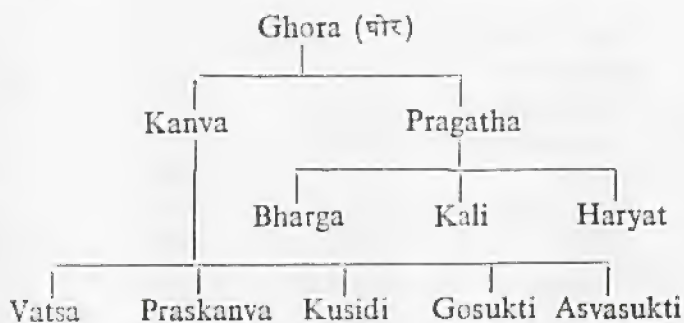 Ghora (घोर)
Kanva Pragatha
Bharga Kali Haryat
Vatsa Praskanva Kusidi Gosukti Asvasukti